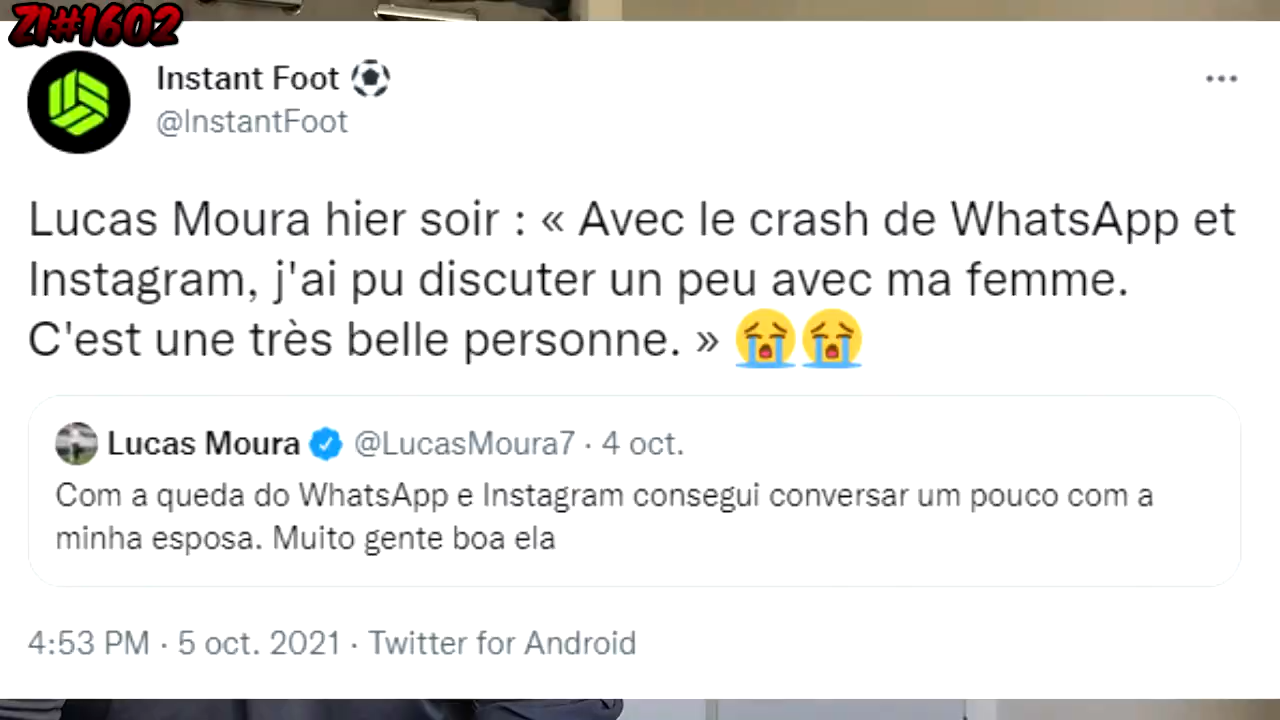 ZI#1602
Instant Foot ⚽
@InstantFoot
Lucas Moura hier soir : « Avec le crash de WhatsApp et
Instagram, j'ai pu discuter un peu avec ma femme.
C'est une très belle personne. » 😭😭
Lucas Moura @LucasMoura7 · 4 oct.
Com a queda do WhatsApp e Instagram consegui conversar um pouco com a
minha esposa. Muito gente boa ela
4:53 PM · 5 oct. 2021 · Twitter for Android